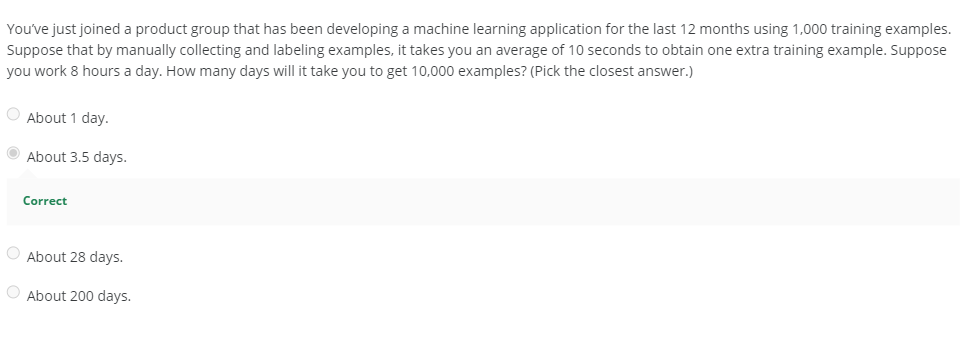 You've just joined a product group that has been developing a machine learning application for the last 12 months using 1,000 training examples.
Suppose that by manually collecting and labeling examples, it takes you an average of 10 seconds to obtain one extra training example. Suppose
you work 8 hours a day. How many days will it take you to get 10,000 examples? (Pick the closest answer.)
About 1 day.
About 3.5 days.
Correct
About 28 days.
About 200 days.